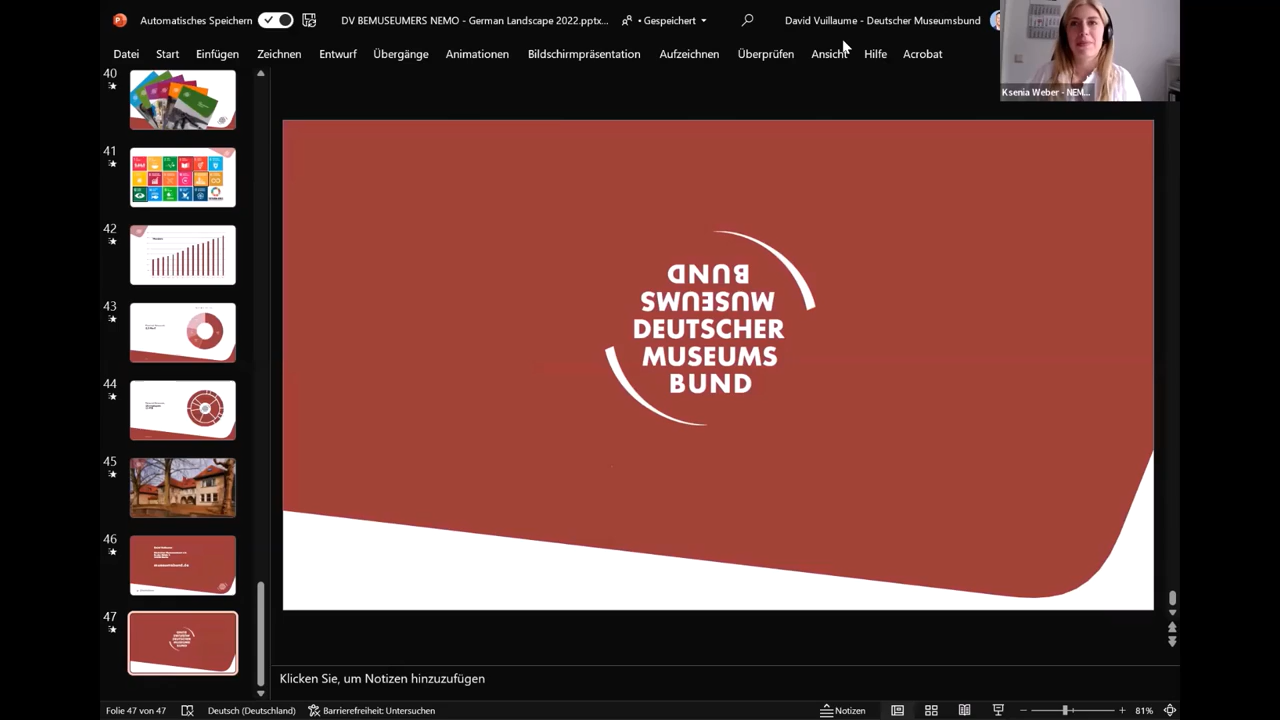 Automatisches Speichern
DV BEMUSEUMERS NEMO - German Landscape 2022.pptx... • Gespeichert
David Vuillaume - Deutscher Museumsbund
Datei Start Einfügen Zeichnen Entwurf Übergänge Animationen Bildschirmpräsentation Aufzeichnen Überprüfen Ansicht Hilfe Acrobat
Ksenia Weber - NEM...
40
41
42
43
44
45
46
museumsbund.de
47
BUND
MUSEUMS
DEUTSCHER
MUSEUMS
BUND
Klicken Sie, um Notizen hinzuzufügen
Folie 47 von 47 Deutsch (Deutschland) Barrierefreiheit: Untersuchen Notizen 81%